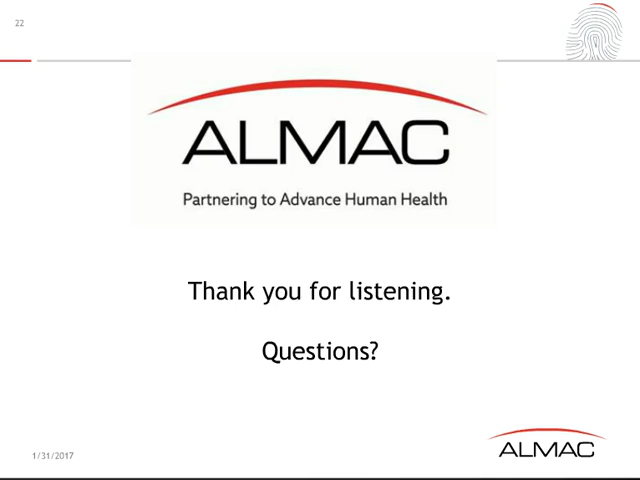 22
ALMAC
Partnering to Advance Human Health
Thank you for listening.
Questions?
1/31/2017
ALMAC